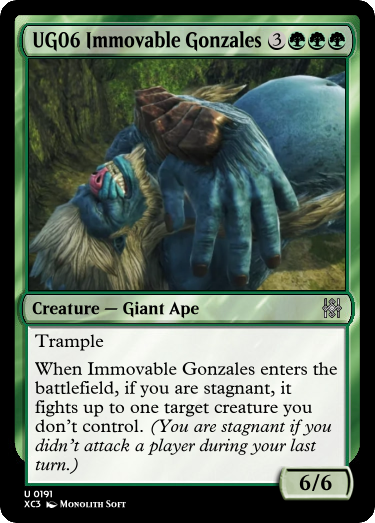 UG06 Immovable Gonzales 3
Creature — Giant Ape
Trample
When Immovable Gonzales enters the
battlefield, if you are stagnant, it
fights up to one target creature you
don't control. (You are stagnant if you
didn't attack a player during your last
turn.)
6/6
U 0191
XC3 Monolith Soft